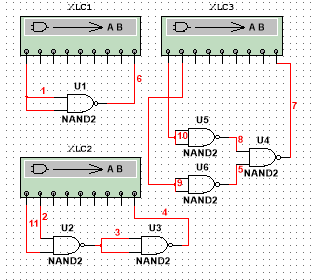 XLC1
A B
1
6
U1
NAND2
XLC3
A B
7
10
U5
NAND2
8
U4
NAND2
9
U6
NAND2
5
XLC2
A B
11
2
4
U2
NAND2
3
U3
NAND2